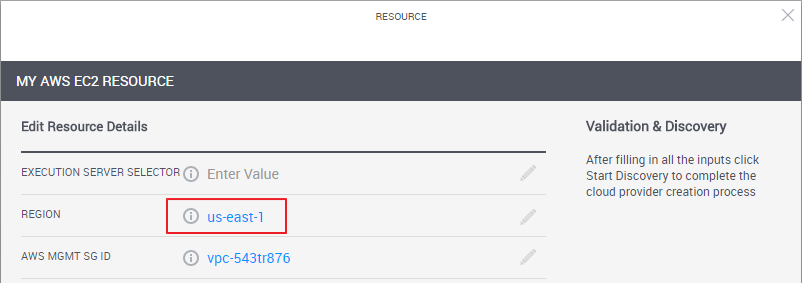 RESOURCE
MY AWS EC2 RESOURCE
Edit Resource Details
EXECUTION SERVER SELECTOR Enter Value
REGION us-east-1
AWS MGMT SG ID vpc-543tr876
Validation & Discovery
After filling in all the inputs click
Start Discovery to complete the
cloud provider creation process